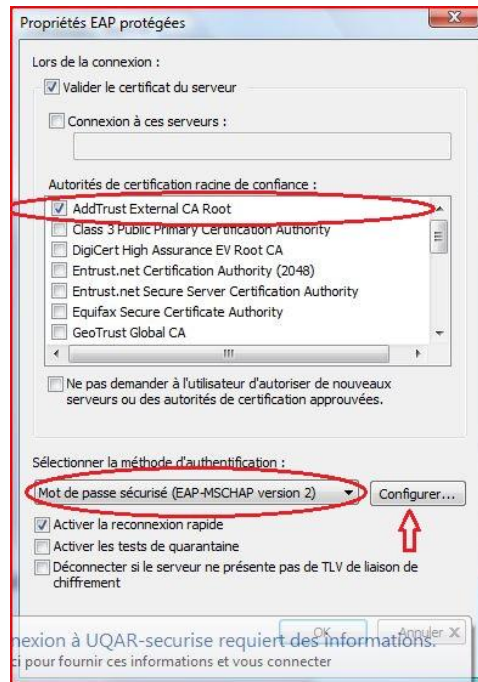 Propriétés EAP protégées
Lors de la connexion :
Valider le certificat du serveur
Connexion à ces serveurs :
Autorités de certification racine de confiance :
AddTrust External CA Root
Class 3 Public Primary Certification Authority
DigiCert High Assurance EV Root CA
Entrust.net Certification Authority (2048)
Entrust.net Secure Server Certification Authority
Equifax Secure Certificate Authority
GeoTrust Global CA
Ne pas demander à l'utilisateur d'autoriser de nouveaux
serveurs ou des autorités de certification approuvées.
Sélectionner la méthode d'authentification :
Mot de passe sécurisé (EAP-MSCHAP version 2)
Configurer...
Activer la reconnexion rapide
Activer les tests de quarantaine
Déconnecter si le serveur ne présente pas de TLV de liaison de
chiffrement
OK
Annuler
nexion à UQAR-securise requiert des informations.
ci pour fournir ces informations et vous connecter